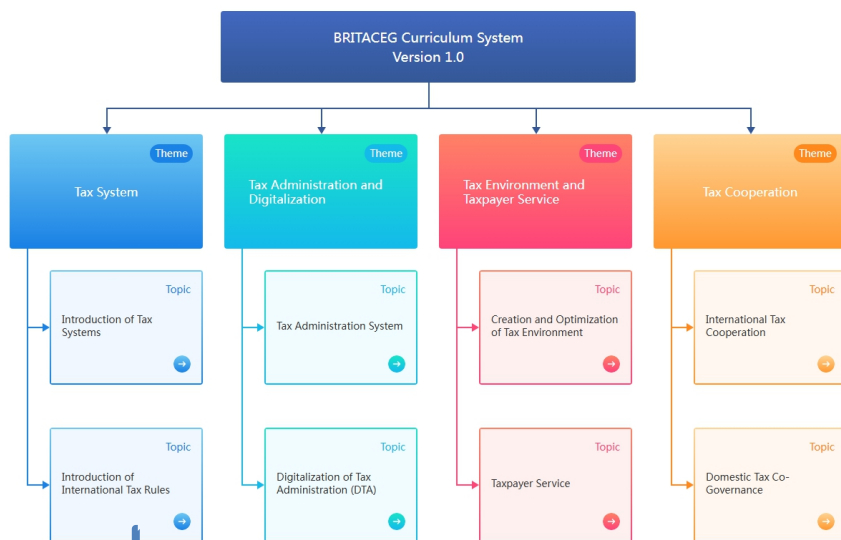 BRITACEG Curriculum System
Version 1.0
Theme
Tax System
Theme
Tax Administration and
Digitalization
Theme
Tax Environment and
Taxpayer Service
Theme
Tax Cooperation
Topic
Introduction of Tax
Systems
Topic
Tax Administration System
Topic
Creation and Optimization
of Tax Environment
Topic
International Tax
Cooperation
Topic
Introduction of
International Tax Rules
Topic
Digitalization of Tax
Administration (DTA)
Topic
Taxpayer Service
Topic
Domestic Tax Co-
Governance